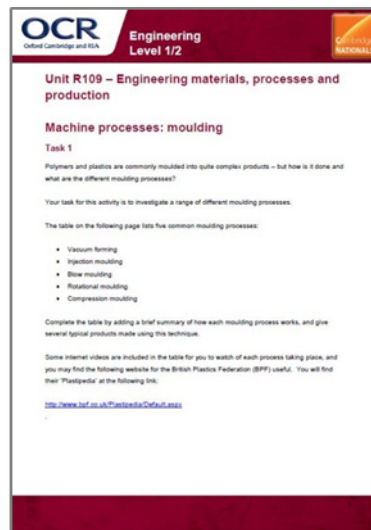 OCR
Oxford Cambridge and RSA
Engineering
Level 1/2
Cambridge
NATIONALS
Unit R109 – Engineering materials, processes and
production
Machine processes: moulding
Task 1
Polymers and plastics are commonly moulded into quite complex products – but how is it done and
what are the different moulding processes?
Your task for this activity is to investigate a range of different moulding processes.
The table on the following page lists five common moulding processes:
• Vacuum forming
• Injection moulding
• Blow moulding
• Rotational moulding
• Compression moulding
Complete the table by adding a brief summary of how each moulding process works, and give
several typical products made using this technique.
Some internet videos are included in the table for you to watch of each process taking place, and
you may find the following website for the British Plastics Federation (BPF) useful. You will find
their 'Plastipedia' at the following link:
http://www.bpf.co.uk/Plastipedia/Default.aspx
.